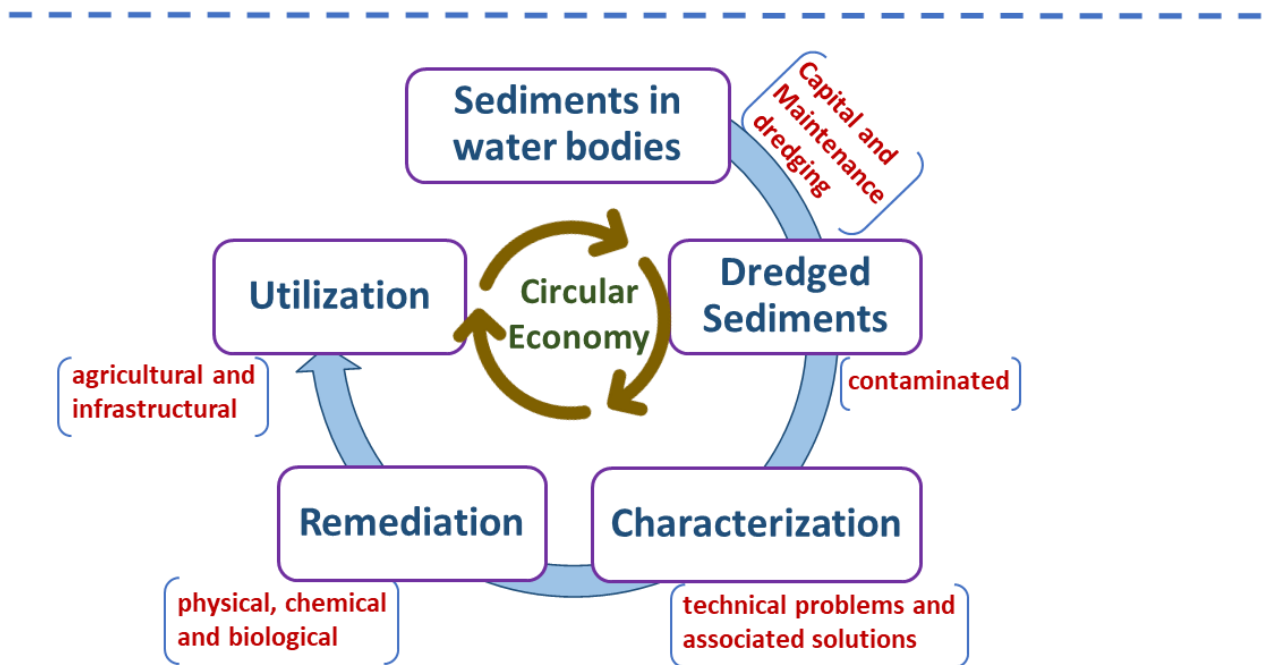 Sediments in
water bodies
Capital and
Maintenance
dredging
Dredged
Sediments
contaminated
Characterization
technical problems and
associated solutions
Remediation
physical, chemical
and biological
Utilization
agricultural and
infrastructural
Circular
Economy